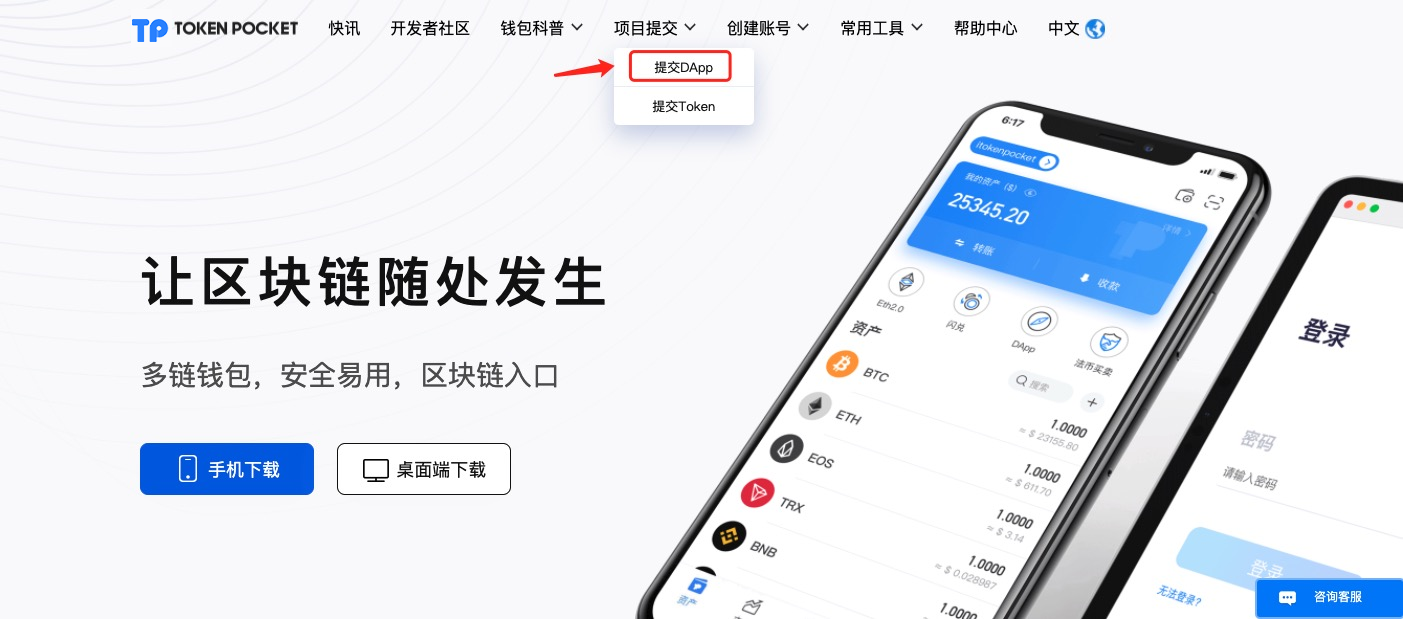 TP TOKEN POCKET 快讯 开发者社区 钱包科普 项目提交 创建账号 常用工具 帮助中心 中文
提交DApp
提交Token
让区块链随处发生
多链钱包，安全易用，区块链入口
手机下载 桌面端下载
6:17
itokenpocket
我的资产 ($)
25345.20
详情
转账 收款
Eth2.0 闪兑 DApp 法币买卖
资产
搜索
BTC 1.0000
≈ $ 23155.80
ETH 1.0000
≈ $ 611.70
EOS 1.0000
≈ $ 3.14
TRX 1.0000
≈ $ 0.028987
BNB 1.0000
资产
登录
密码
请输入密码
登录
无法登录?
咨询客服